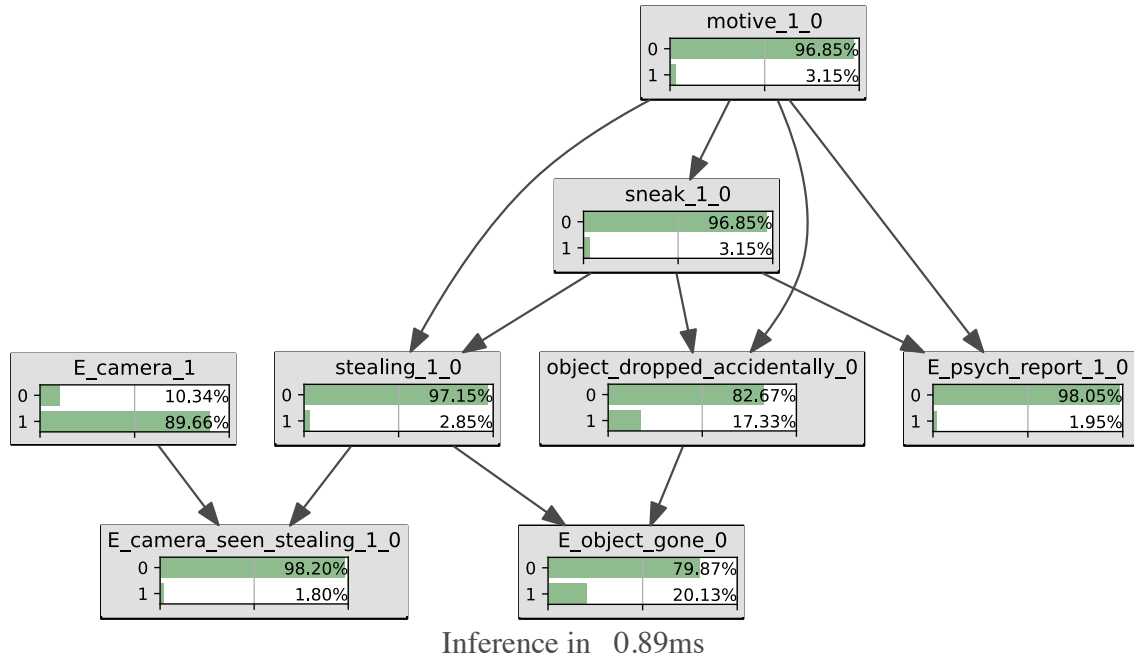 motive_1_0
0 96.85%
1 3.15%
sneak_1_0
0 96.85%
1 3.15%
E_camera_1
0 10.34%
1 89.66%
stealing_1_0
0 97.15%
1 2.85%
object_dropped_accidentally_0
0 82.67%
1 17.33%
E_psych_report_1_0
0 98.05%
1 1.95%
E_camera_seen_stealing_1_0
0 98.20%
1 1.80%
E_object_gone_0
0 79.87%
1 20.13%
Inference in 0.89ms